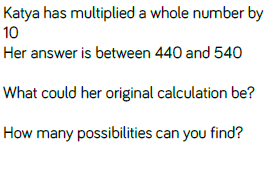 Katya has multiplied a whole number by
10
Her answer is between 440 and 540
What could her original calculation be?
How many possibilities can you find?